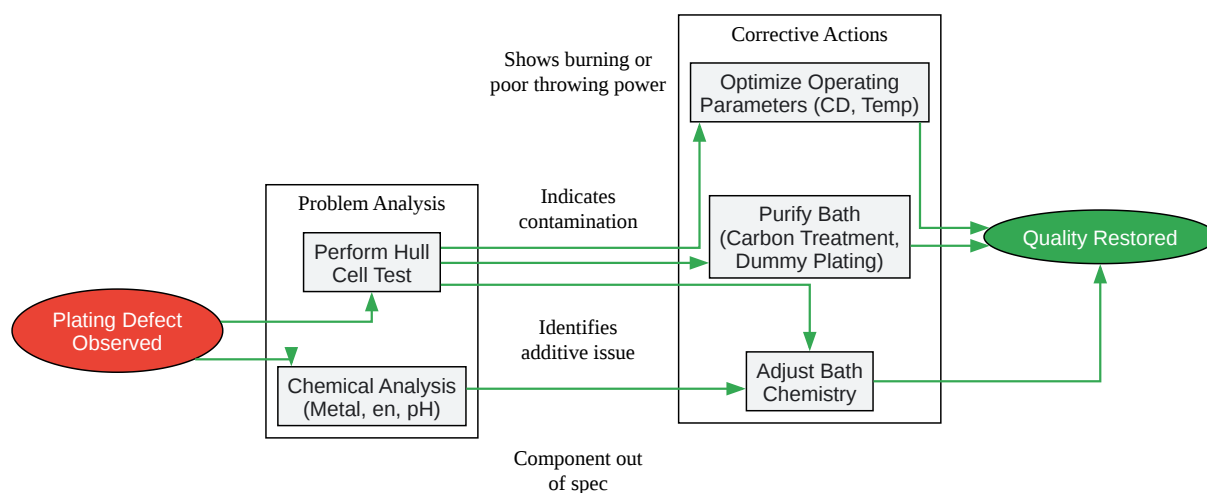 Plating Defect
Observed
Problem Analysis
Perform Hull
Cell Test
Chemical Analysis
(Metal, en, pH)
Shows burning or
poor throwing power
Indicates
contamination
Identifies
additive issue
Component out
of spec
Corrective Actions
Optimize Operating
Parameters (CD, Temp)
Purify Bath
(Carbon Treatment,
Dummy Plating)
Adjust Bath
Chemistry
Quality Restored